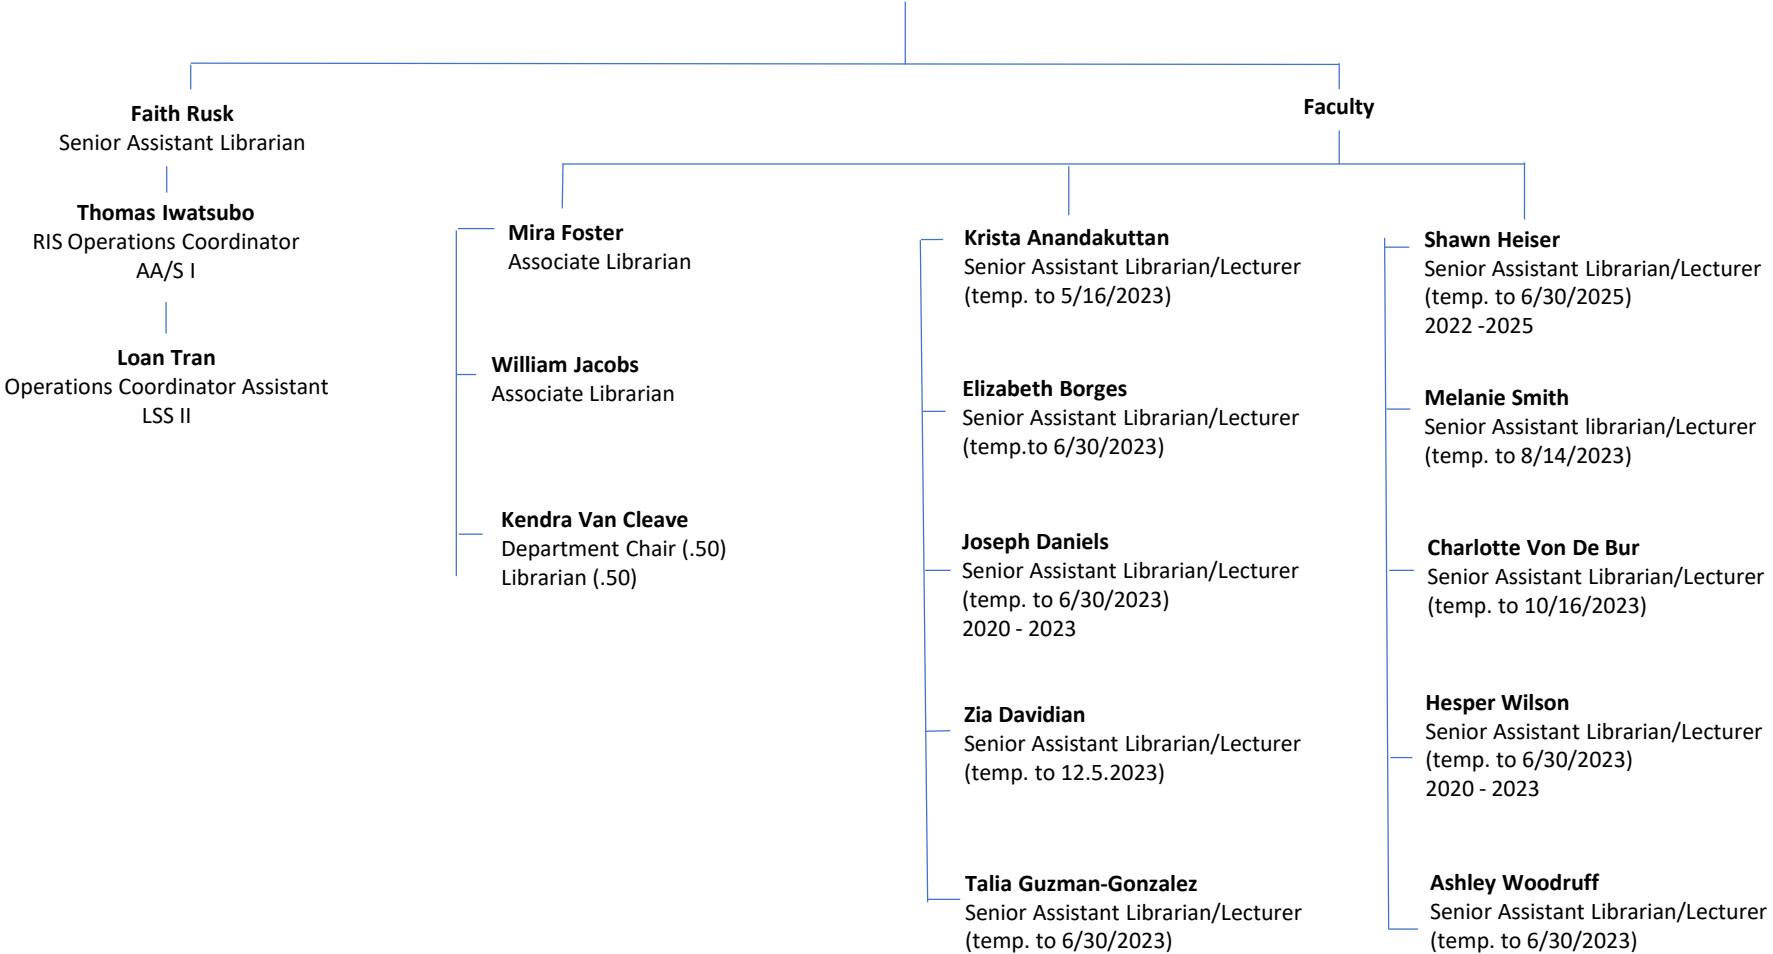 Faith Rusk
Senior Assistant Librarian
Thomas Iwatsubo
RIS Operations Coordinator
AA/S I
Loan Tran
Operations Coordinator Assistant
LSS II
Faculty
Mira Foster
Associate Librarian
William Jacobs
Associate Librarian
Kendra Van Cleave
Department Chair (.50)
Librarian (.50)
Krista Anandakuttan
Senior Assistant Librarian/Lecturer
(temp. to 5/16/2023)
Elizabeth Borges
Senior Assistant Librarian/Lecturer
(temp.to 6/30/2023)
Joseph Daniels
Senior Assistant Librarian/Lecturer
(temp. to 6/30/2023)
2020 - 2023
Zia Davidian
Senior Assistant Librarian/Lecturer
(temp. to 12.5.2023)
Talia Guzman-Gonzalez
Senior Assistant Librarian/Lecturer
(temp. to 6/30/2023)
Shawn Heiser
Senior Assistant Librarian/Lecturer
(temp. to 6/30/2025)
2022 -2025
Melanie Smith
Senior Assistant librarian/Lecturer
(temp. to 8/14/2023)
Charlotte Von De Bur
Senior Assistant Librarian/Lecturer
(temp. to 10/16/2023)
Hesper Wilson
Senior Assistant Librarian/Lecturer
(temp. to 6/30/2023)
2020 - 2023
Ashley Woodruff
Senior Assistant Librarian/Lecturer
(temp. to 6/30/2023)